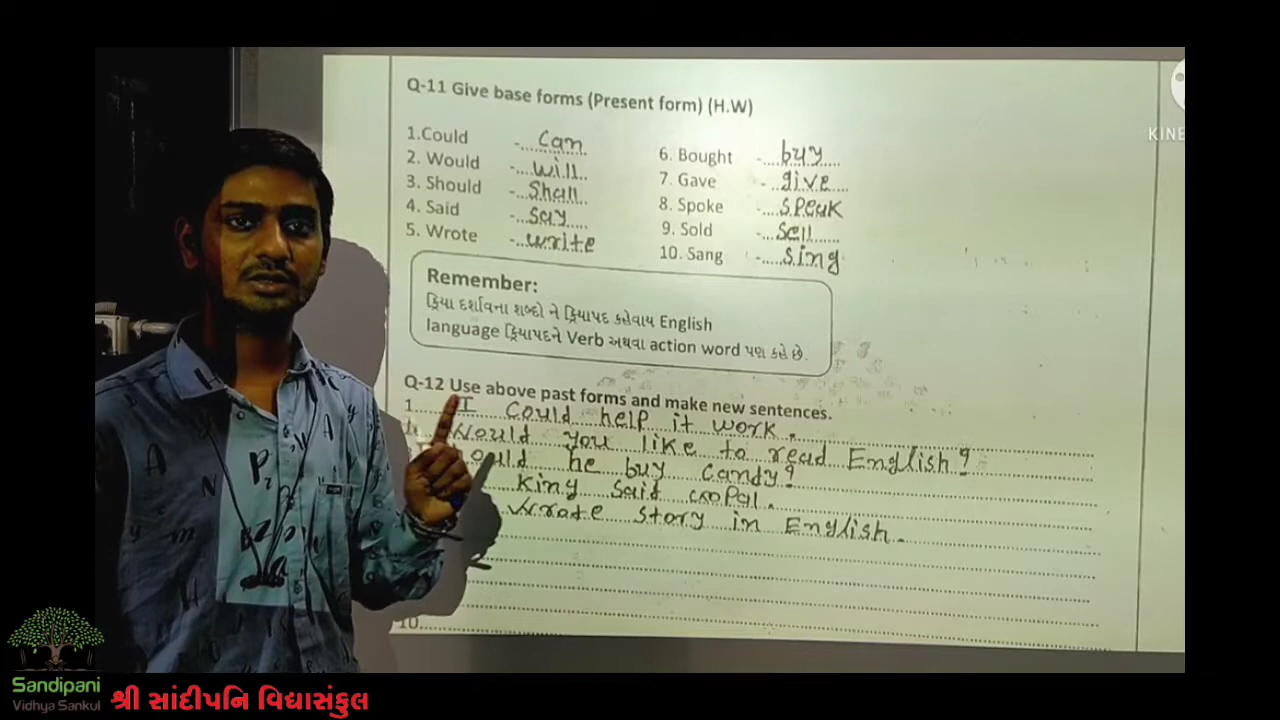 Q-11 Give base forms (Present form) (H.W)
1.Could -...can...
2. Would -...will...
3. Should -...Shall...
4. Said -...Say...
5. Wrote -...write
6. Bought -...buy...
7. Gave -...give...
8. Spoke -...speak
9. Sold -...sell...
10. Sang -...sing
Remember:
ક્રિયા દર્શાવના શબ્દો ને ક્રિયાપદ કહેવાય English
language ક્રિયાપદને Verb અથવા action word પણ કહે છે.
Q-12 Use above past forms and make new sentences.
1. I could help it work.
Would you like to read English?
ould he buy candy?
King said gopal.
Wrate story in English.
10.
KINE
Sandipani
Vidhya Sankul
શ્રી સાંદીપનિ વિદ્યાસંકુલ